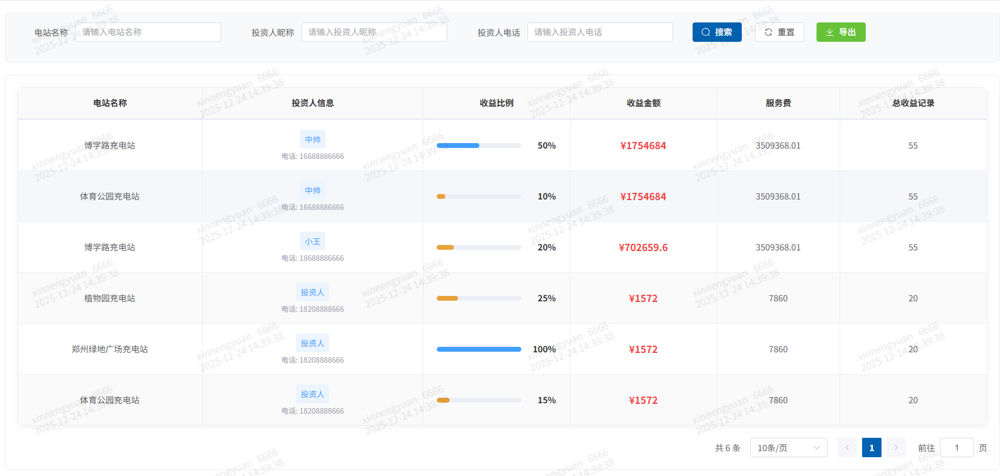 电站名称 请输入电站名称 投资人昵称 请输入投资人昵称 投资人电话 请输入投资人电话 搜索 重置 导出
电站名称 投资人信息 收益比例 收益金额 服务费 总收益记录
博学路充电站 中帅 电话: 16688886666 50% ¥1754684 3509368.01 55
体育公园充电站 中帅 电话: 16688886666 10% ¥1754684 3509368.01 55
博学路充电站 小王 电话: 18688886666 20% ¥702659.6 3509368.01 55
植物园充电站 投资人 电话: 18208888666 25% ¥1572 7860 20
郑州绿地广场充电站 投资人 电话: 18208888666 100% ¥1572 7860 20
体育公园充电站 投资人 电话: 18208888666 15% ¥1572 7860 20
共 6 条 10条/页 1 前往 1 页
xinnengyuan 6666
2025-12-24 14:39:38